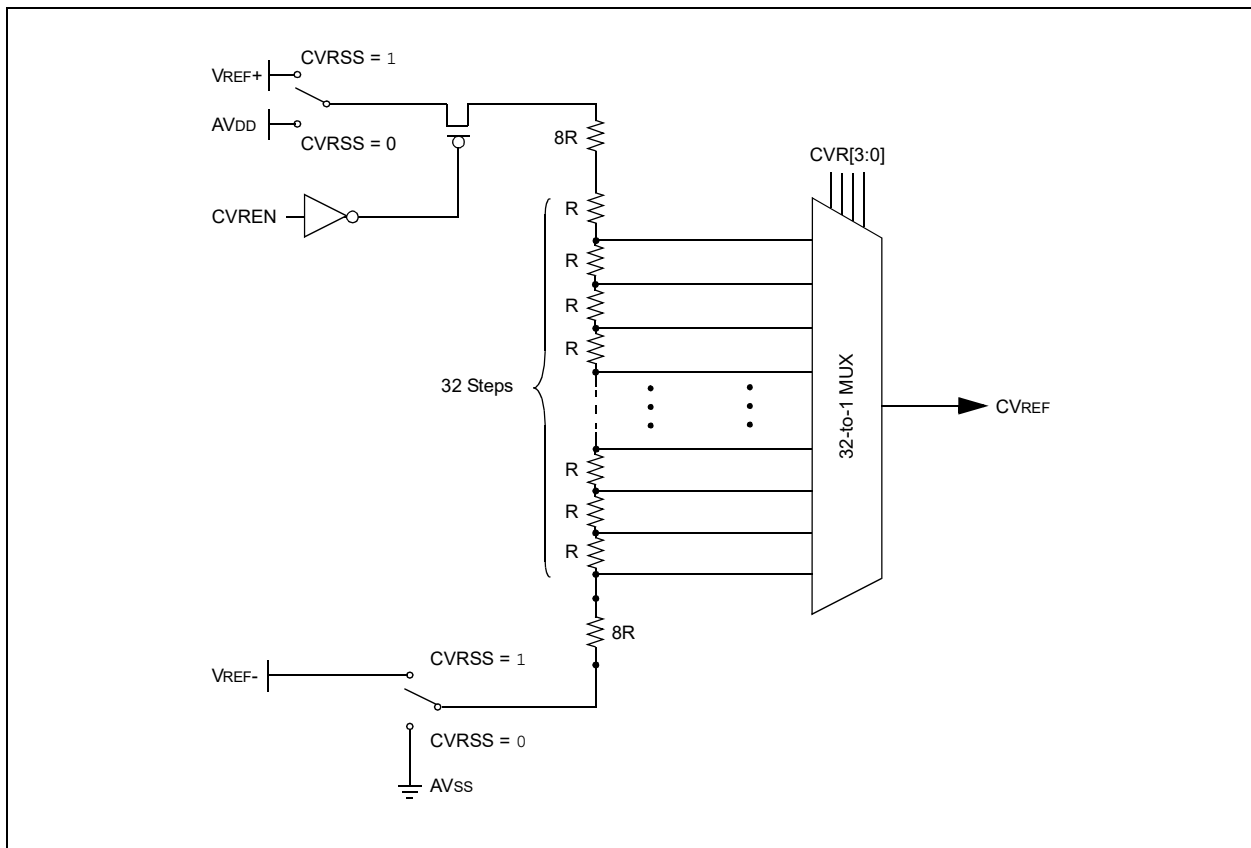 CVRSS = 1
VREF+
AVDD
CVRSS = 0
8R
CVR[3:0]
CVREN
R
R
R
R
32 Steps
32-to-1 MUX
CVREF
R
R
R
8R
CVRSS = 1
VREF-
CVRSS = 0
AVSS